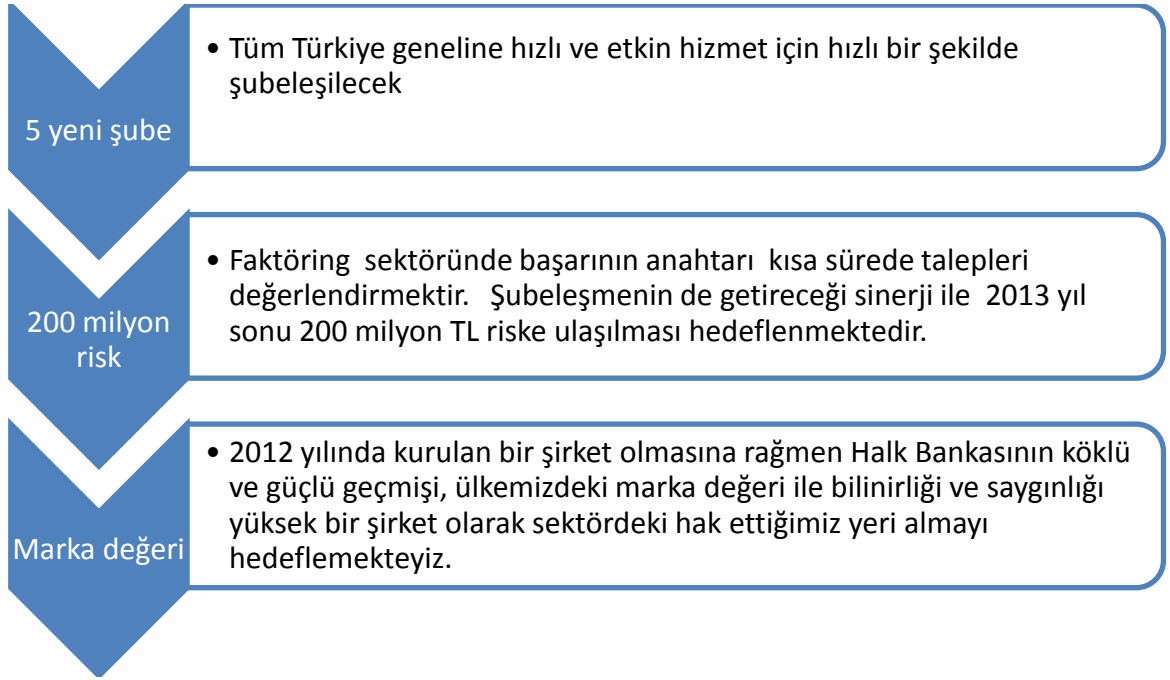 5 yeni şube
• Tüm Türkiye geneline hızlı ve etkin hizmet için hızlı bir şekilde
şubeleşilecek
200 milyon
risk
• Faktöring  sektöründe başarının anahtarı  kısa sürede talepleri
değerlendirmektir.   Şubeleşmenin de getireceği sinerji ile  2013 yıl
sonu 200 milyon TL riske ulaşılması hedeflenmektedir.
Marka değeri
• 2012 yılında kurulan bir şirket olmasına rağmen Halk Bankasının köklü
ve güçlü geçmişi, ülkemizdeki marka değeri ile bilinirliği ve saygınlığı
yüksek bir şirket olarak sektördeki hak ettiğimiz yeri almayı
hedeflemekteyiz.